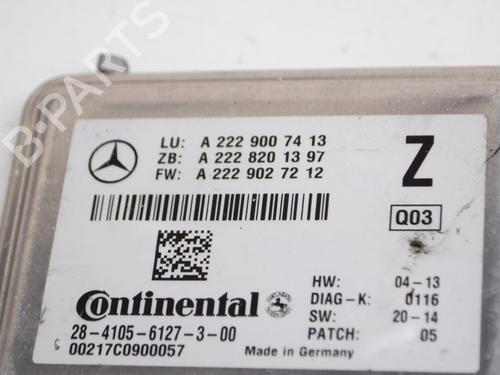 B-PARTS
LU: A 222 900 74 13
ZB: A 222 820 13 97
FW: A 222 902 72 12
Z
Q03
Continental
HW: 04-13
DIAG-K: 0116
SW: 20-14
PATCH: 05
28-4105-6127-3-00
00217C0900057
Made in Germany